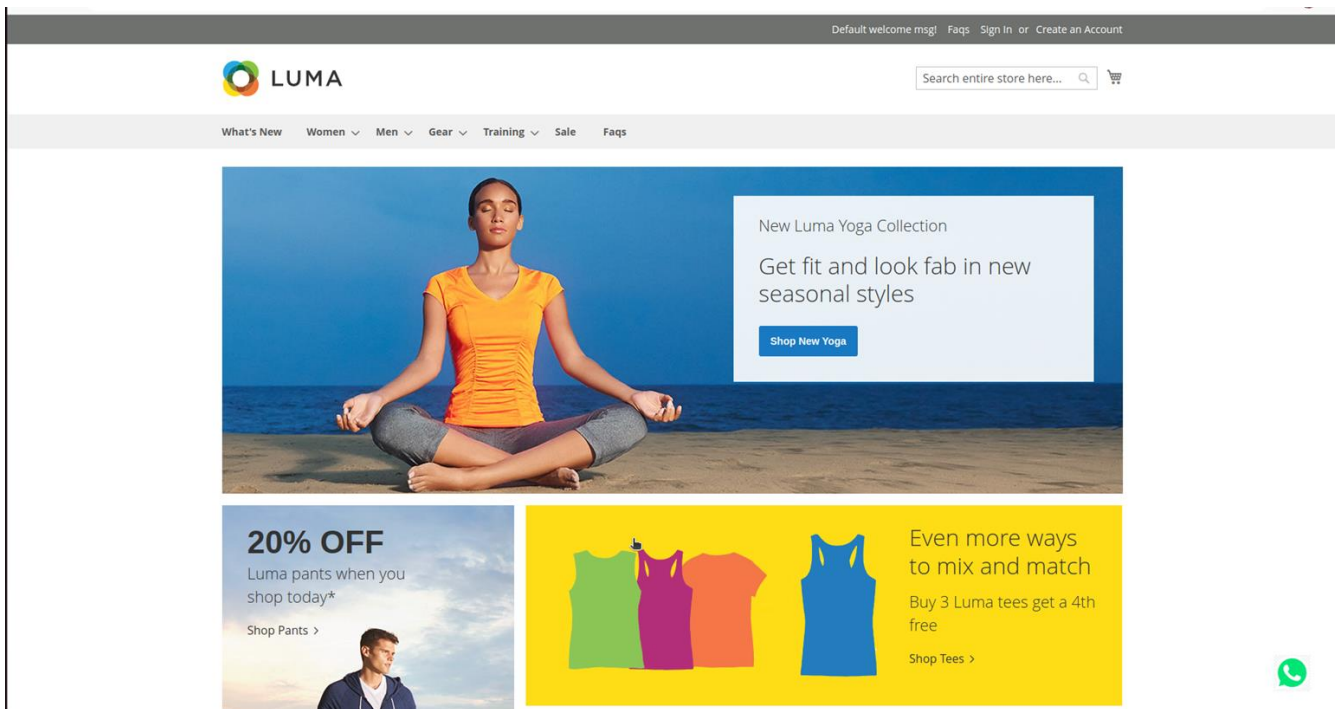 Default welcome msg! Faqs Sign In or Create an Account
LUMA
Search entire store here...
What's New Women Men Gear Training Sale Faqs
New Luma Yoga Collection
Get fit and look fab in new
seasonal styles
Shop New Yoga
20% OFF
Luma pants when you
shop today*
Shop Pants >
Even more ways
to mix and match
Buy 3 Luma tees get a 4th
free
Shop Tees >